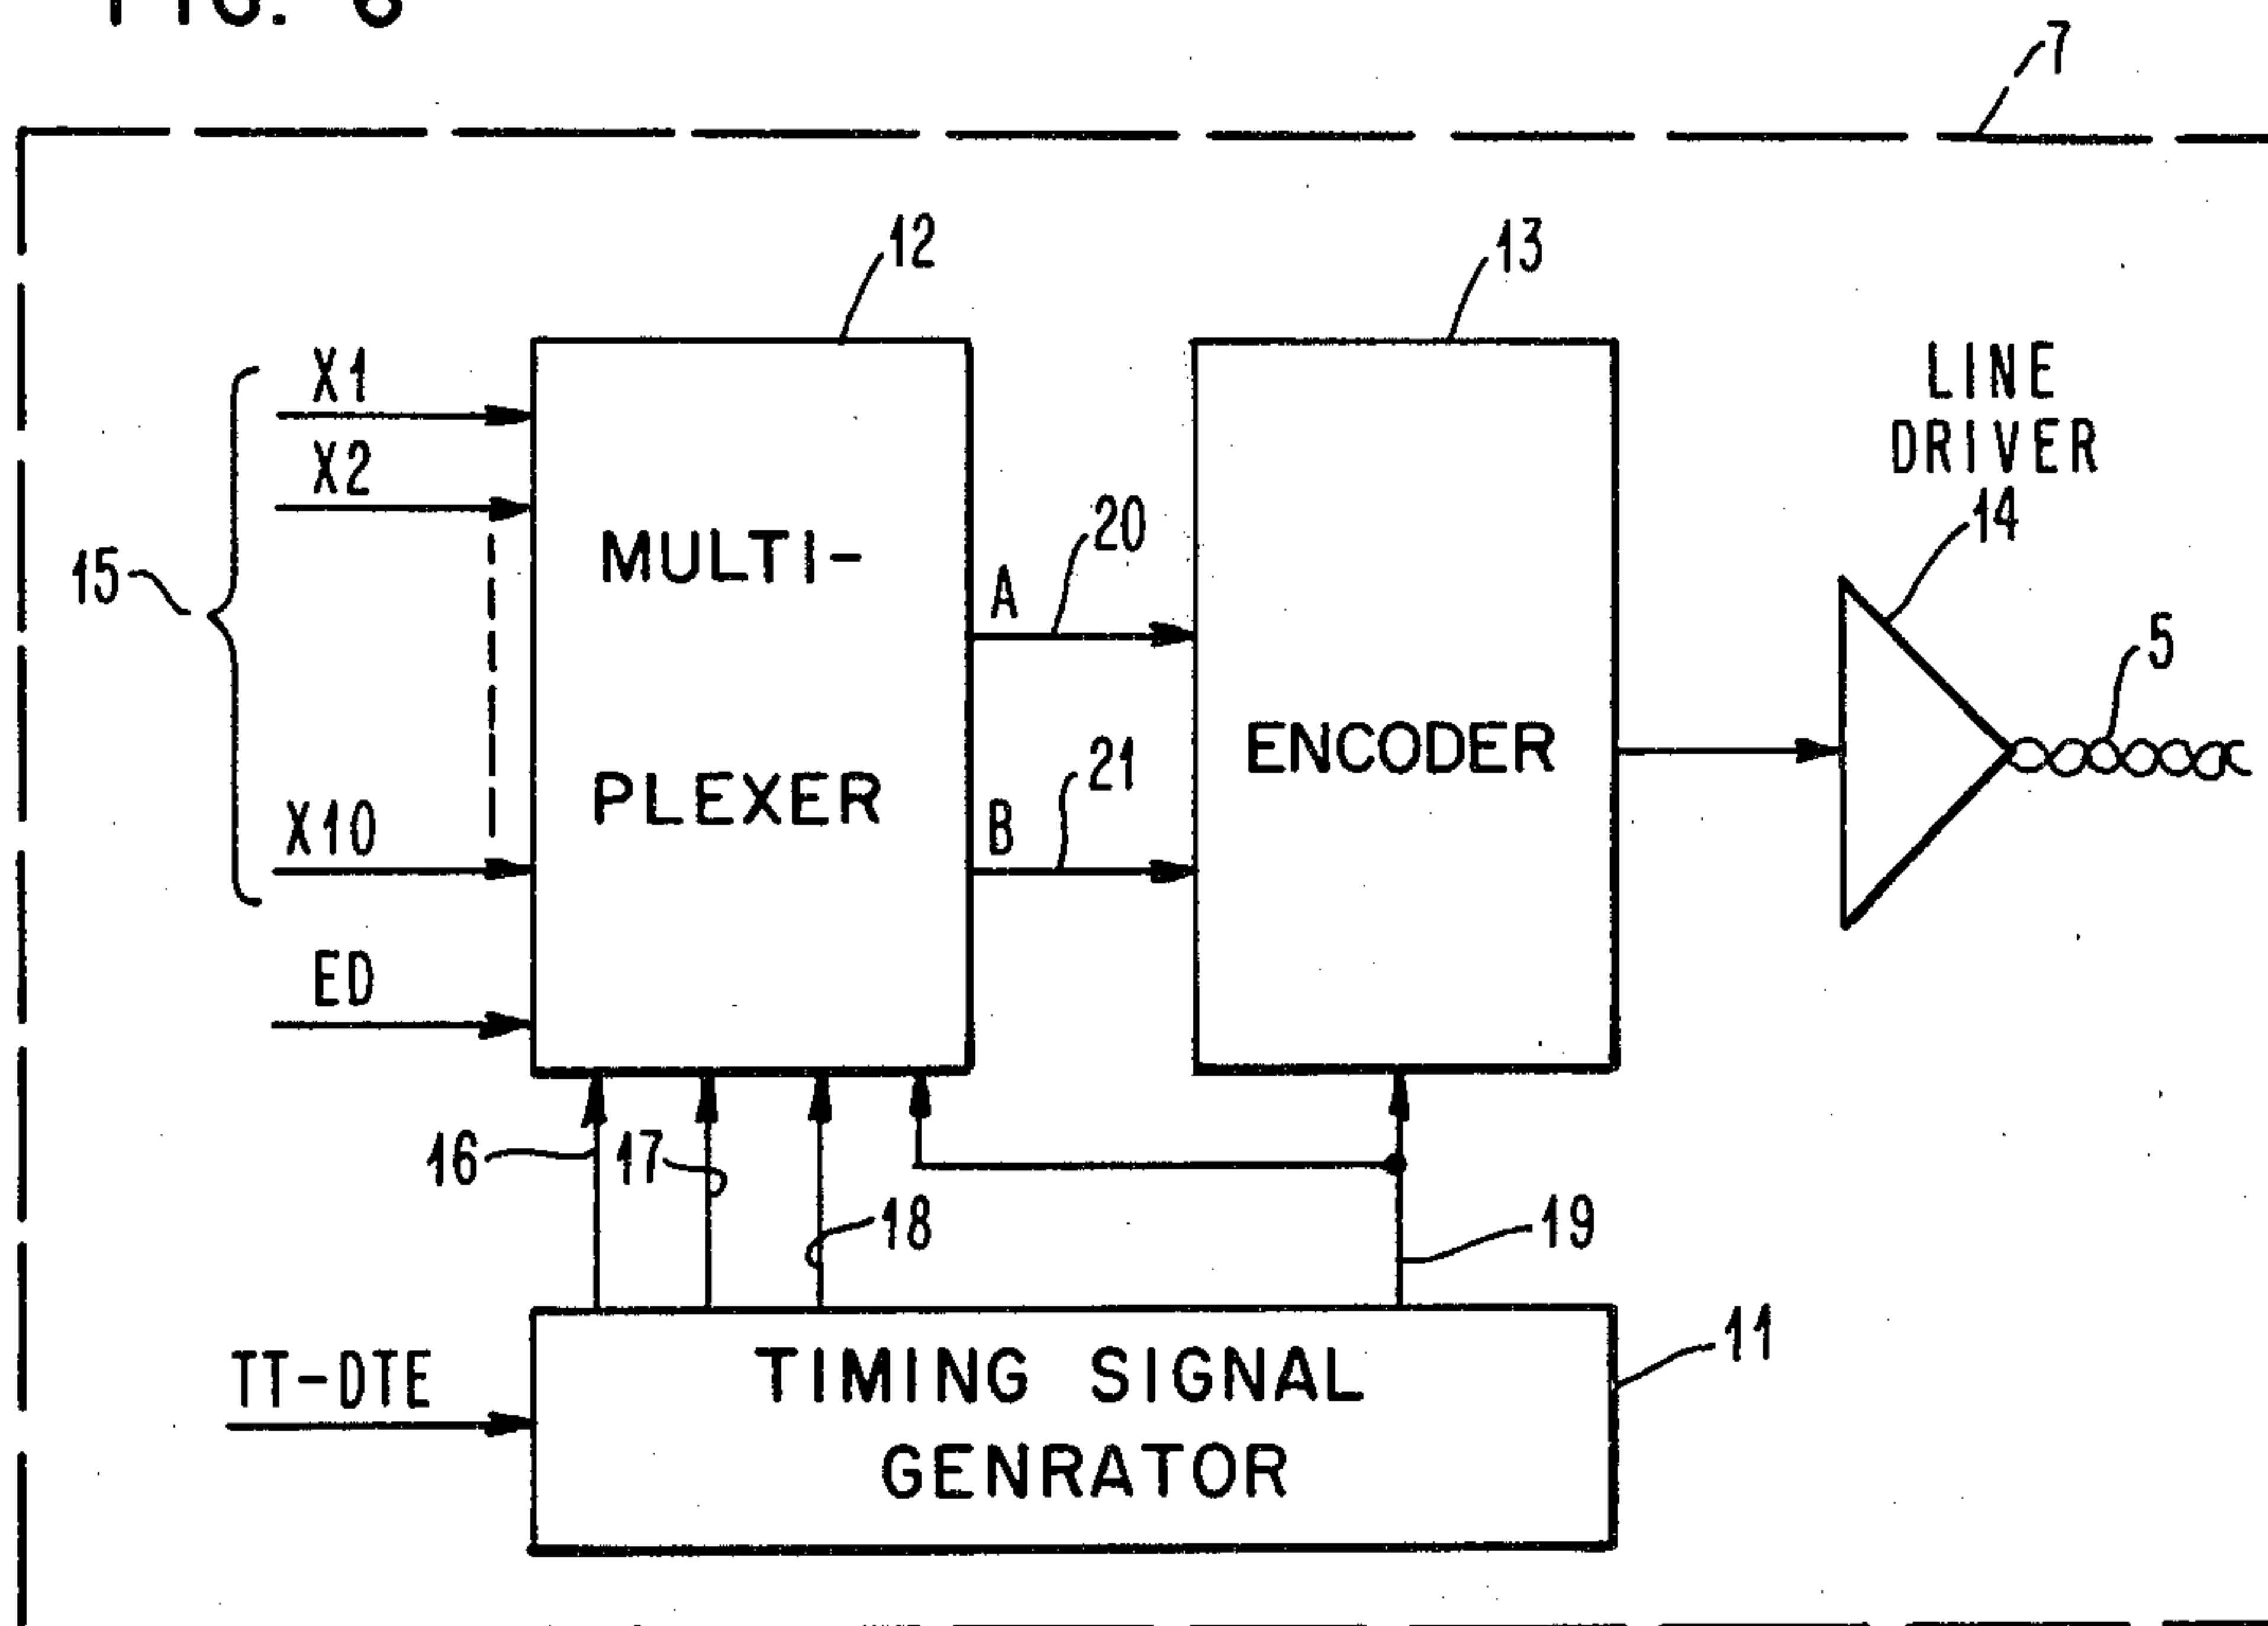 7
12
13
X1
X2
LINE
DRIVER
14
15
MULTI-
20
A
5
ENCODER
PLEXER
21
B
X10
ED
16
17
18
19
11
TT-DTE
TIMING SIGNAL
GENRATOR